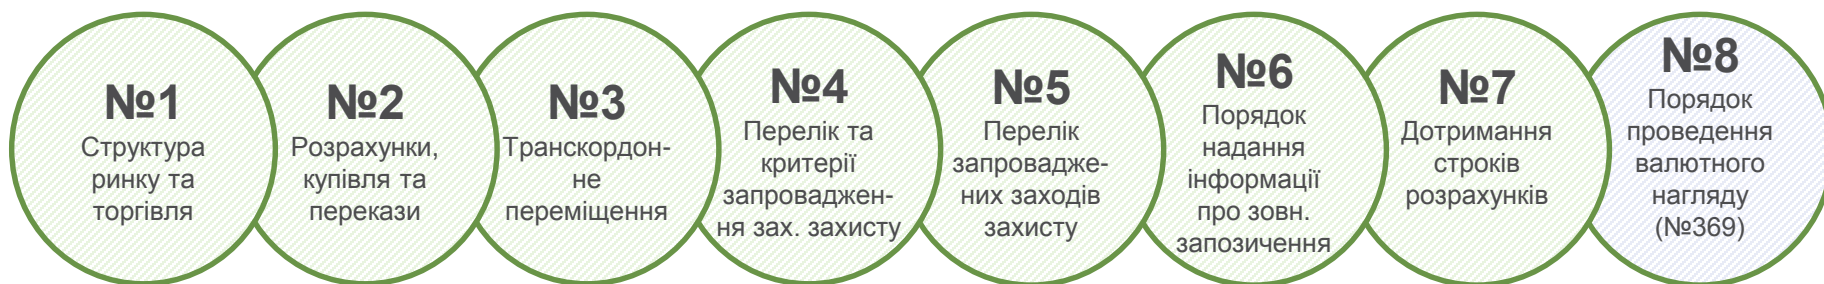 №1
Структура
ринку та
торгівля
№2
Розрахунки,
купівля та
перекази
№3
Транскордон-
не
переміщення
№4
Перелік та
критерії
запроваджен-
ня зах. захисту
№5
Перелік
запровадже-
них заходів
захисту
№6
Порядок
надання
інформації
про зовн.
запозичення
№7
Дотримання
строків
розрахунків
№8
Порядок
проведення
валютного
нагляду
(№369)